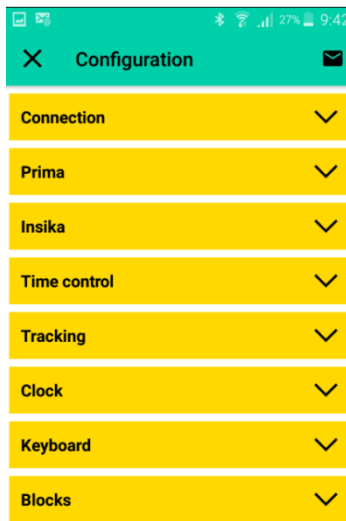 27% 9:42
Configuration
Connection
Prima
Insika
Time control
Tracking
Clock
Keyboard
Blocks